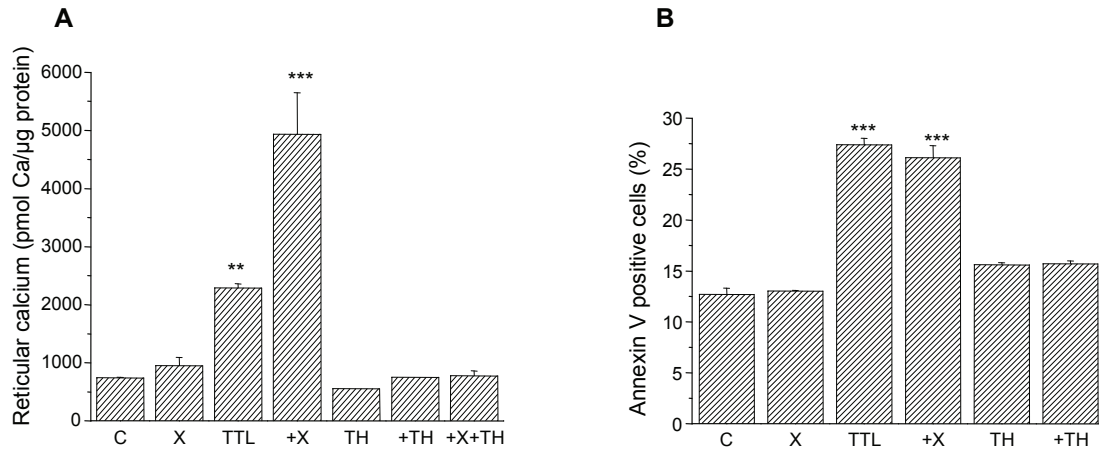 A
Reticular calcium (pmol Ca/µg protein)
6000
5000
4000
3000
2000
1000
0
**
***
C X TTL +X TH +TH +X+TH
B
Annexin V positive cells (%)
30
25
20
15
10
5
0
*** ***
C X TTL +X TH +TH